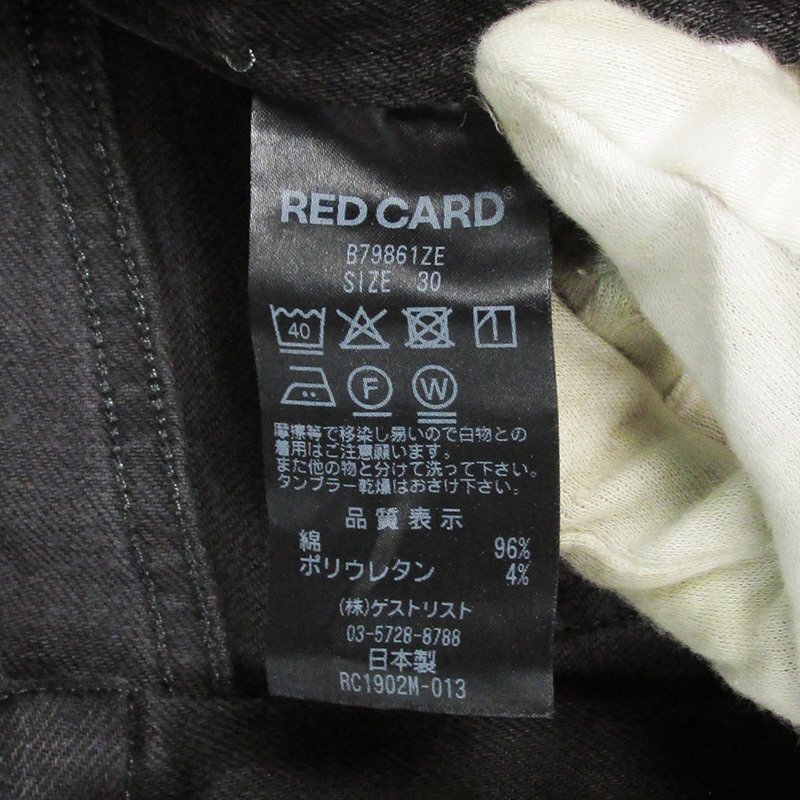 RED CARD®
B79861ZE
SIZE 30
40
F W
摩擦等で移染し易いので白物との
着用はご注意願います。
また他の物と分けて洗って下さい。
タンブラー乾燥はおさけ下さい。
品質表示
綿 96%
ポリウレタン 4%
(株)ゲストリスト
03-5728-8788
日本製
RC1902M-013